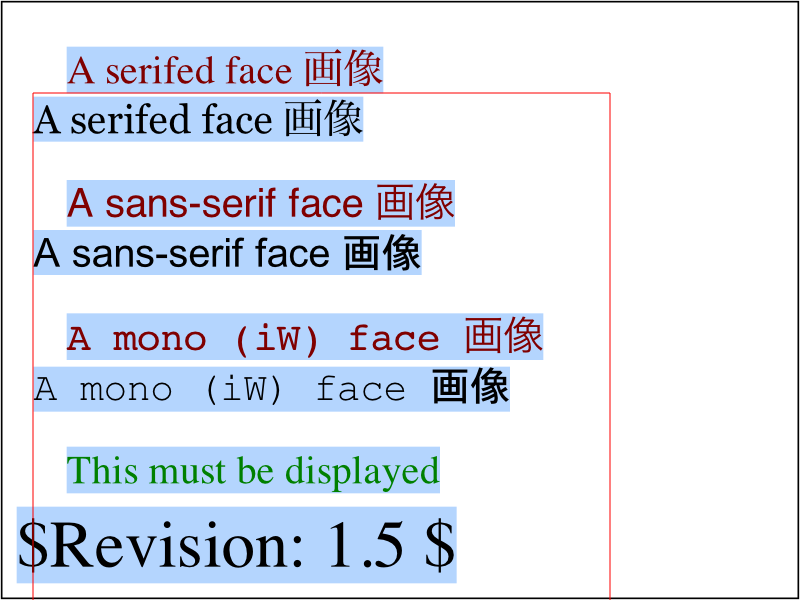 A serifed face 画像
A serifed face 画像
A sans-serif face 画像
A sans-serif face 画像
A mono (iW) face 画像
A mono (iW) face 画像
This must be displayed
$Revision: 1.5 $